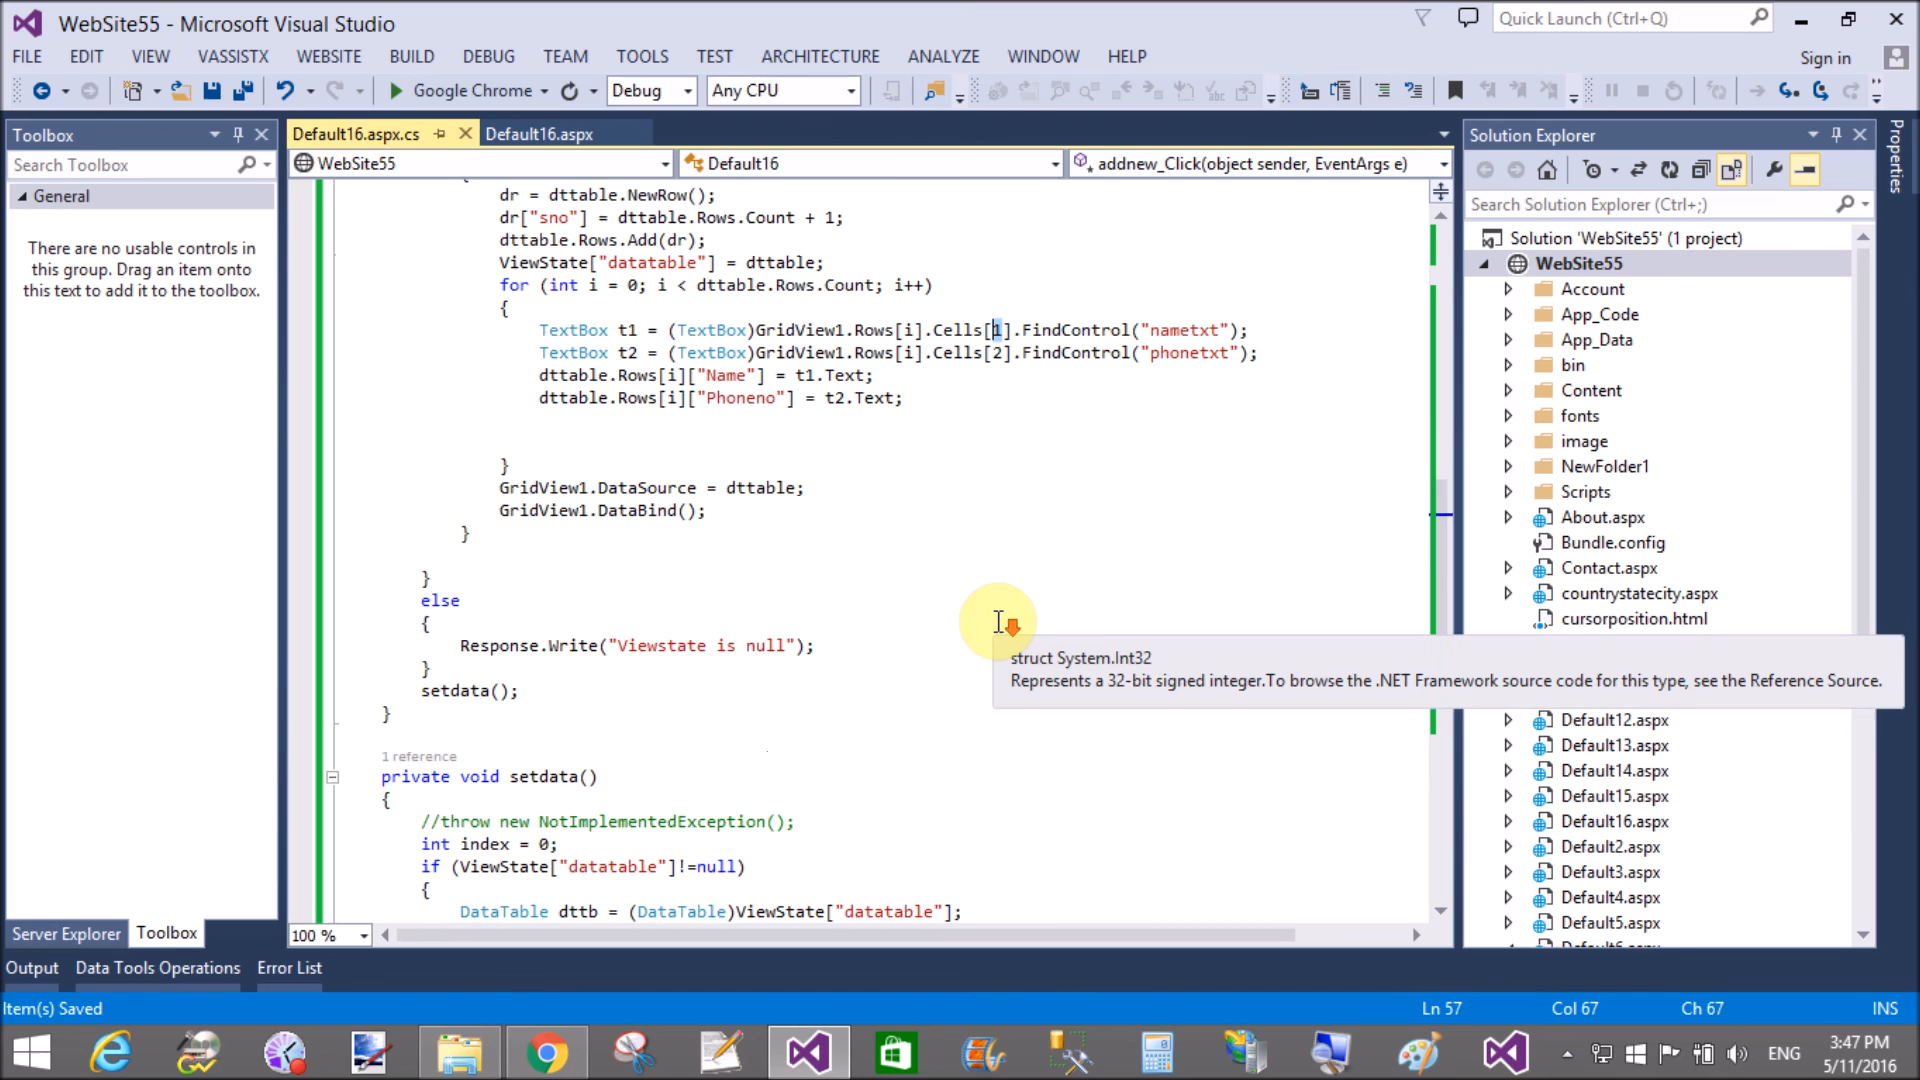 WebSite55 - Microsoft Visual Studio
Quick Launch (Ctrl+Q)
FILE EDIT VIEW VASSISTX WEBSITE BUILD DEBUG TEAM TOOLS TEST ARCHITECTURE ANALYZE WINDOW HELP
Sign in
Google Chrome Debug Any CPU
Toolbox
Search Toolbox
General
There are no usable controls in
this group. Drag an item onto
this text to add it to the toolbox.
Server Explorer Toolbox
Default16.aspx.cs Default16.aspx
WebSite55 Default16 addnew_Click(object sender, EventArgs e)
dr = dttable.NewRow();
dr["sno"] = dttable.Rows.Count + 1;
dttable.Rows.Add(dr);
ViewState["datatable"] = dttable;
for (int i = 0; i < dttable.Rows.Count; i++)
{
TextBox t1 = (TextBox)GridView1.Rows[i].Cells[1].FindControl("nametxt");
TextBox t2 = (TextBox)GridView1.Rows[i].Cells[2].FindControl("phonetxt");
dttable.Rows[i]["Name"] = t1.Text;
dttable.Rows[i]["Phoneno"] = t2.Text;
}
GridView1.DataSource = dttable;
GridView1.DataBind();
}
}
else
{
Response.Write("Viewstate is null");
}
setdata();
}
1 reference
private void setdata()
{
//throw new NotImplementedException();
int index = 0;
if (ViewState["datatable"]!=null)
{
DataTable dttb = (DataTable)ViewState["datatable"];
100 %
struct System.Int32
Represents a 32-bit signed integer.To browse the .NET Framework source code for this type, see the Reference Source.
Solution Explorer
Search Solution Explorer (Ctrl+;)
Solution 'WebSite55' (1 project)
WebSite55
Account
App_Code
App_Data
bin
Content
fonts
image
NewFolder1
Scripts
About.aspx
Bundle.config
Contact.aspx
countrystatecity.aspx
cursorposition.html
Default12.aspx
Default13.aspx
Default14.aspx
Default15.aspx
Default16.aspx
Default2.aspx
Default3.aspx
Default4.aspx
Default5.aspx
Properties
Output Data Tools Operations Error List
Item(s) Saved Ln 57 Col 67 Ch 67 INS
ENG
3:47 PM
5/11/2016